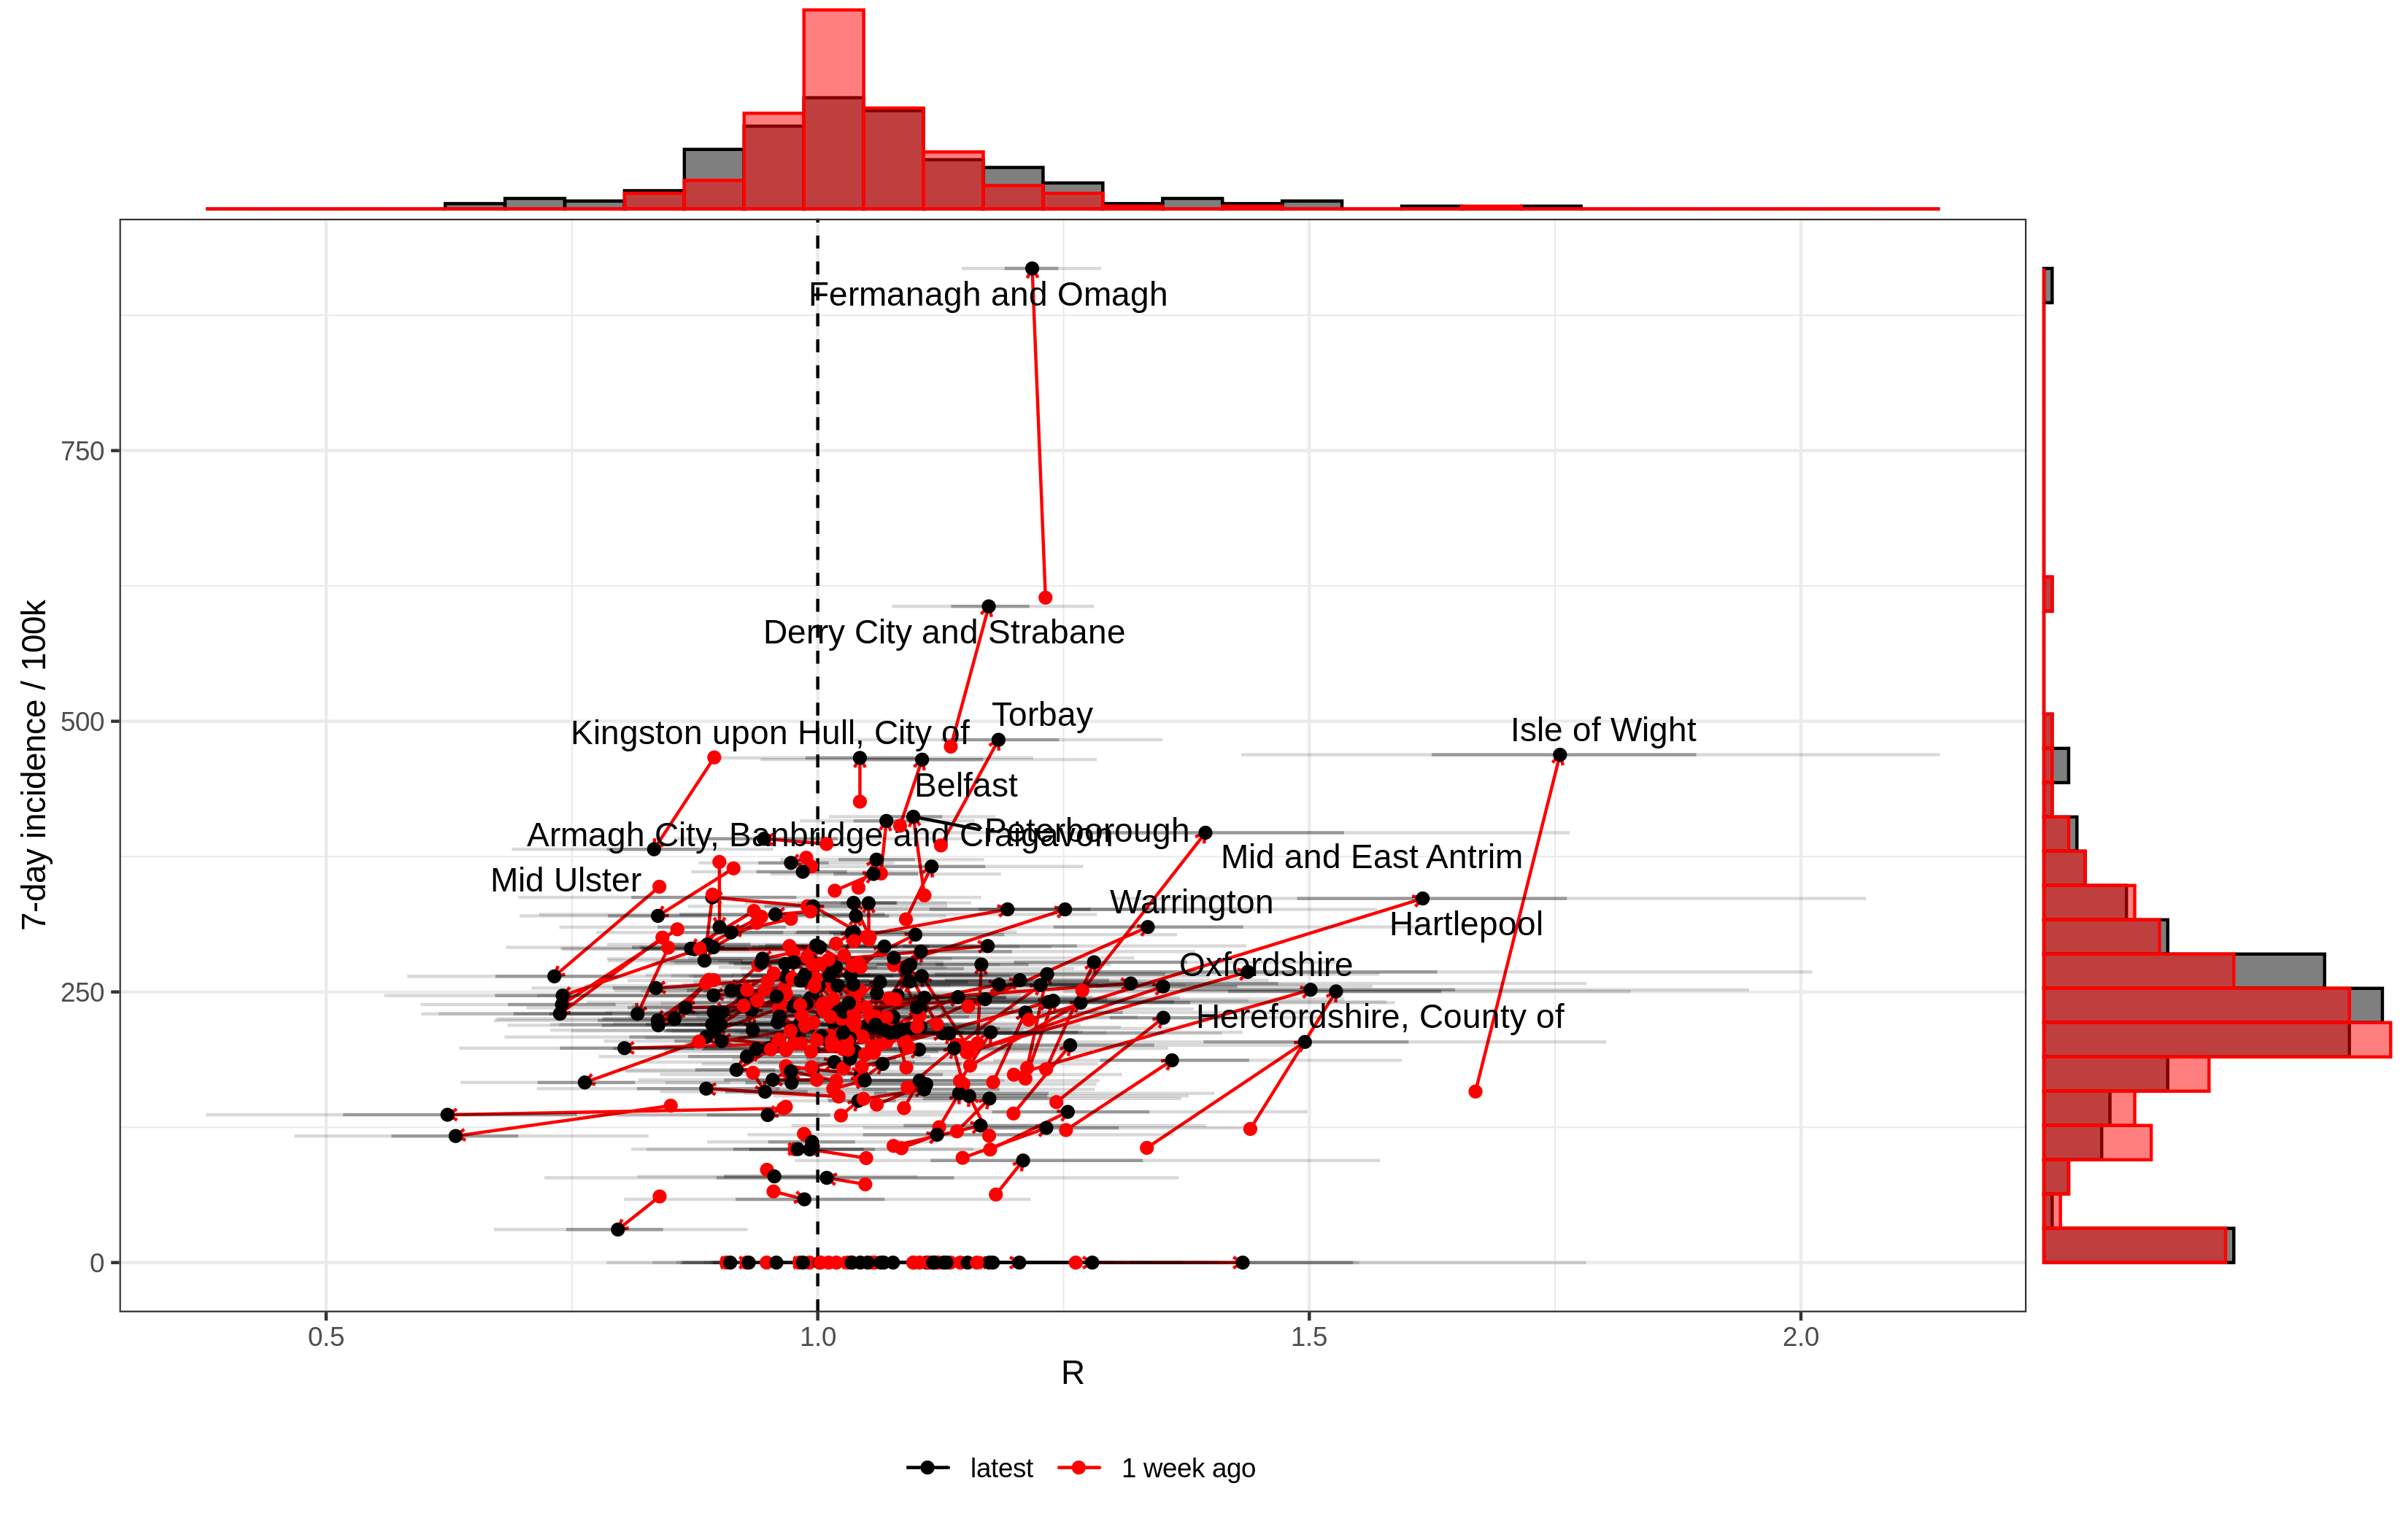 Fermanagh and Omagh
750
Derry City and Strabane
Torbay
500
Kingston upon Hull, City of
Isle of Wight
Belfast
Armagh City, Banbridge and Craigavon
Peterborough
Mid and East Antrim
Mid Ulster
Warrington
Hartlepool
Oxfordshire
250
Herefordshire, County of
0
7-day incidence / 100k
0.5
1.0
1.5
2.0
R
latest
1 week ago